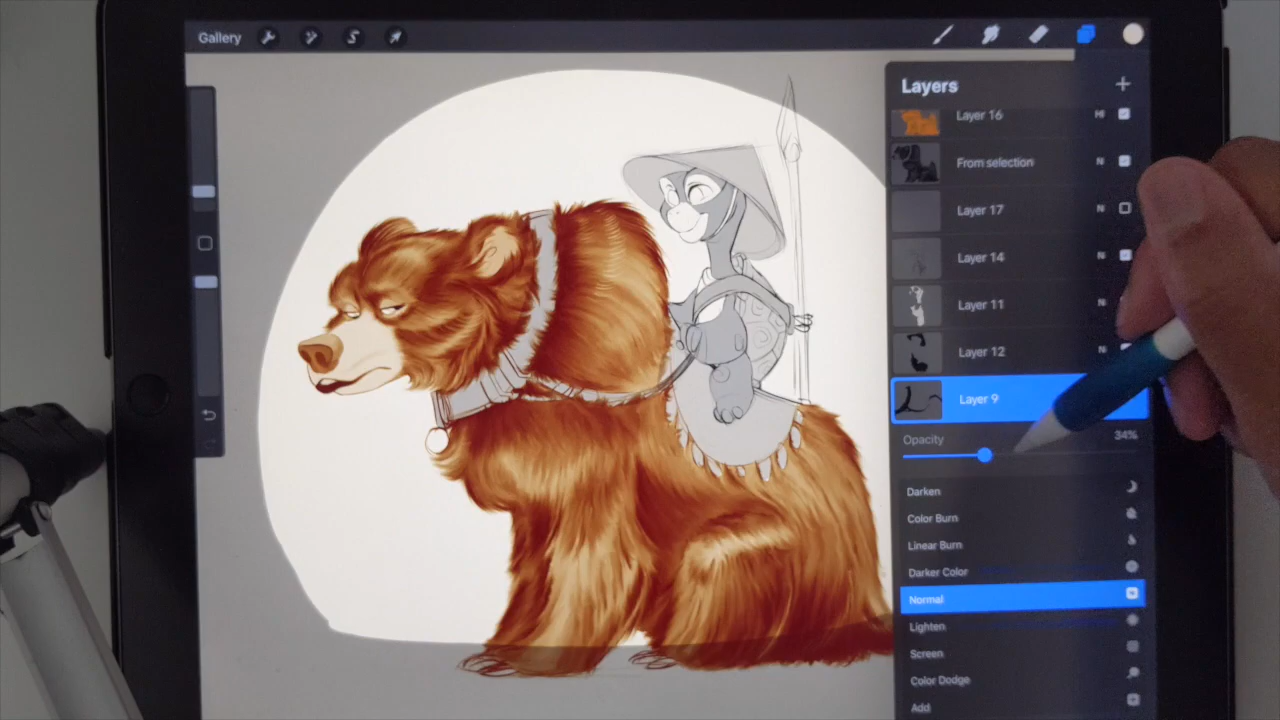 Gallery
Layers
Layer 16
From selection N
Layer 17 N
Layer 14 N
Layer 11 N
Layer 12 N
Layer 9
Opacity 34%
Darken
Color Burn
Linear Burn
Darker Color
Normal
Lighten
Screen
Color Dodge
Add